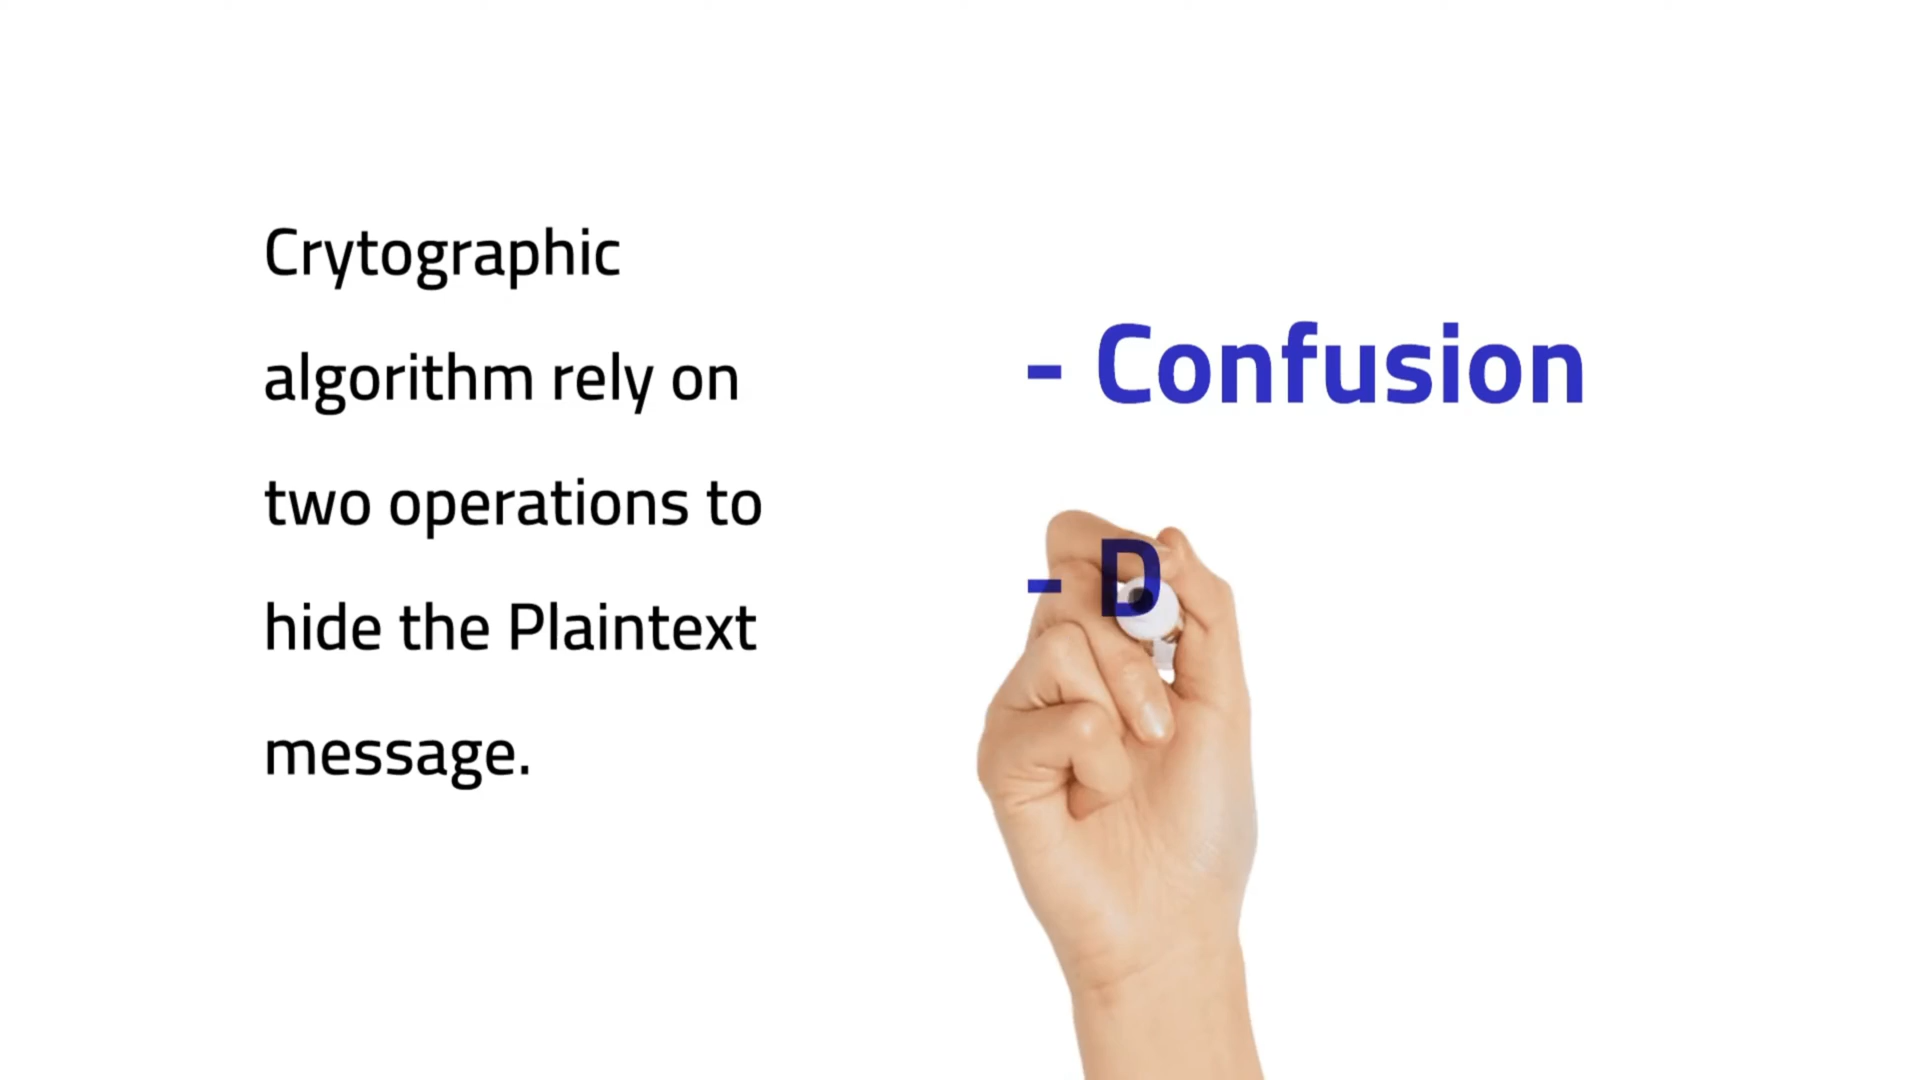 Crytographic
algorithm rely on
two operations to
hide the Plaintext
message.
- Confusion
- D